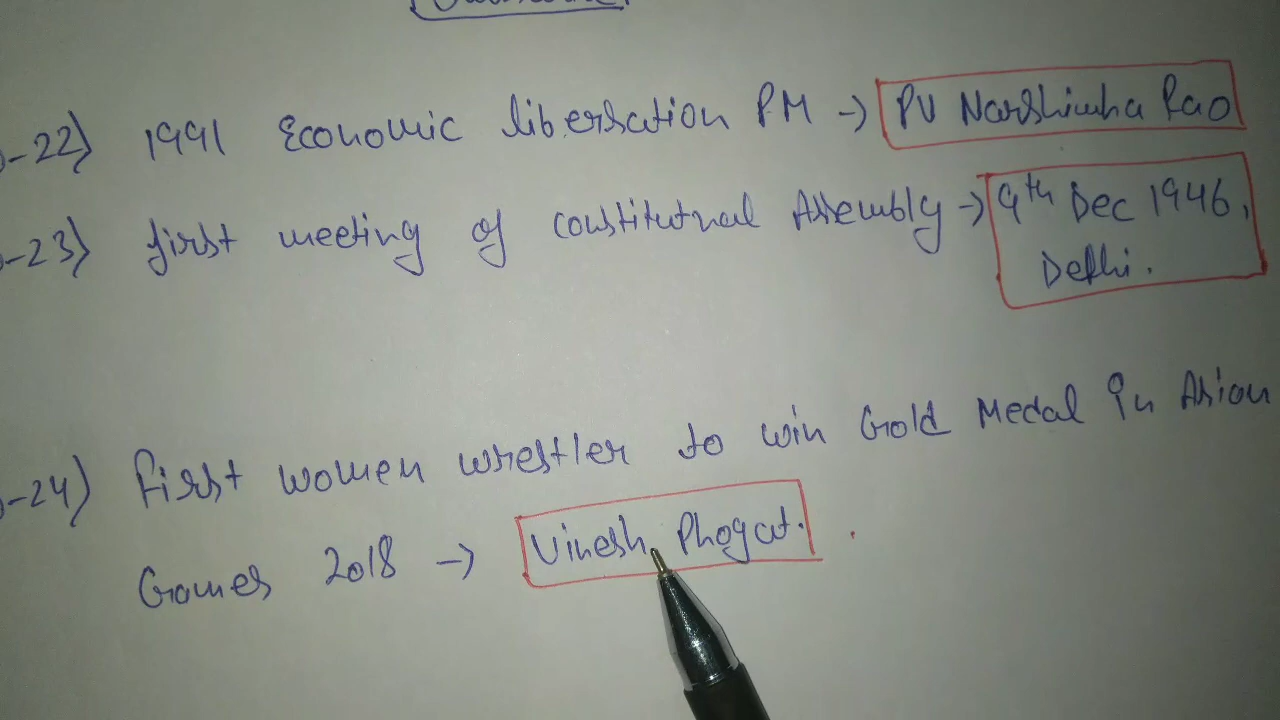 -22) 1991 Economic liberation PM → PV Narshimha Rao
-23) first meeting of constitutnal Assembly → 9th Dec 1946,
Delhi.
-24) First women wrestler to win Gold Medal in Asian
Games 2018 → Vinesh Phogat.